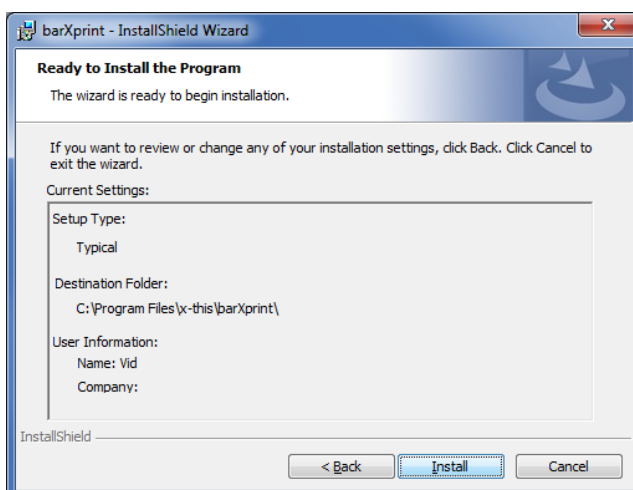 barXprint - InstallShield Wizard
Ready to Install the Program
The wizard is ready to begin installation.
If you want to review or change any of your installation settings, click Back. Click Cancel to
exit the wizard.
Current Settings:
Setup Type:
Typical
Destination Folder:
C:\Program Files\x-this\barXprint\
User Information:
Name: Vid
Company:
InstallShield
< Back
Install
Cancel